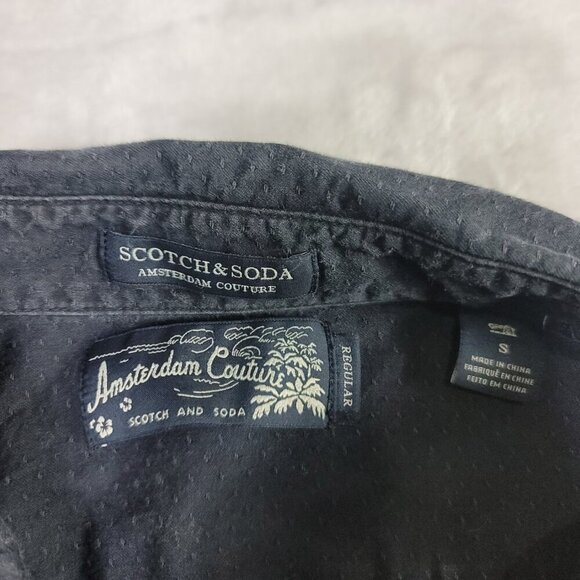 SCOTCH & SODA
AMSTERDAM COUTURE
Amsterdam Couture
SCOTCH AND SODA
REGULAR
S
MADE IN CHINA
FABRIQUÉ EN CHINE
FEITO EM CHINA